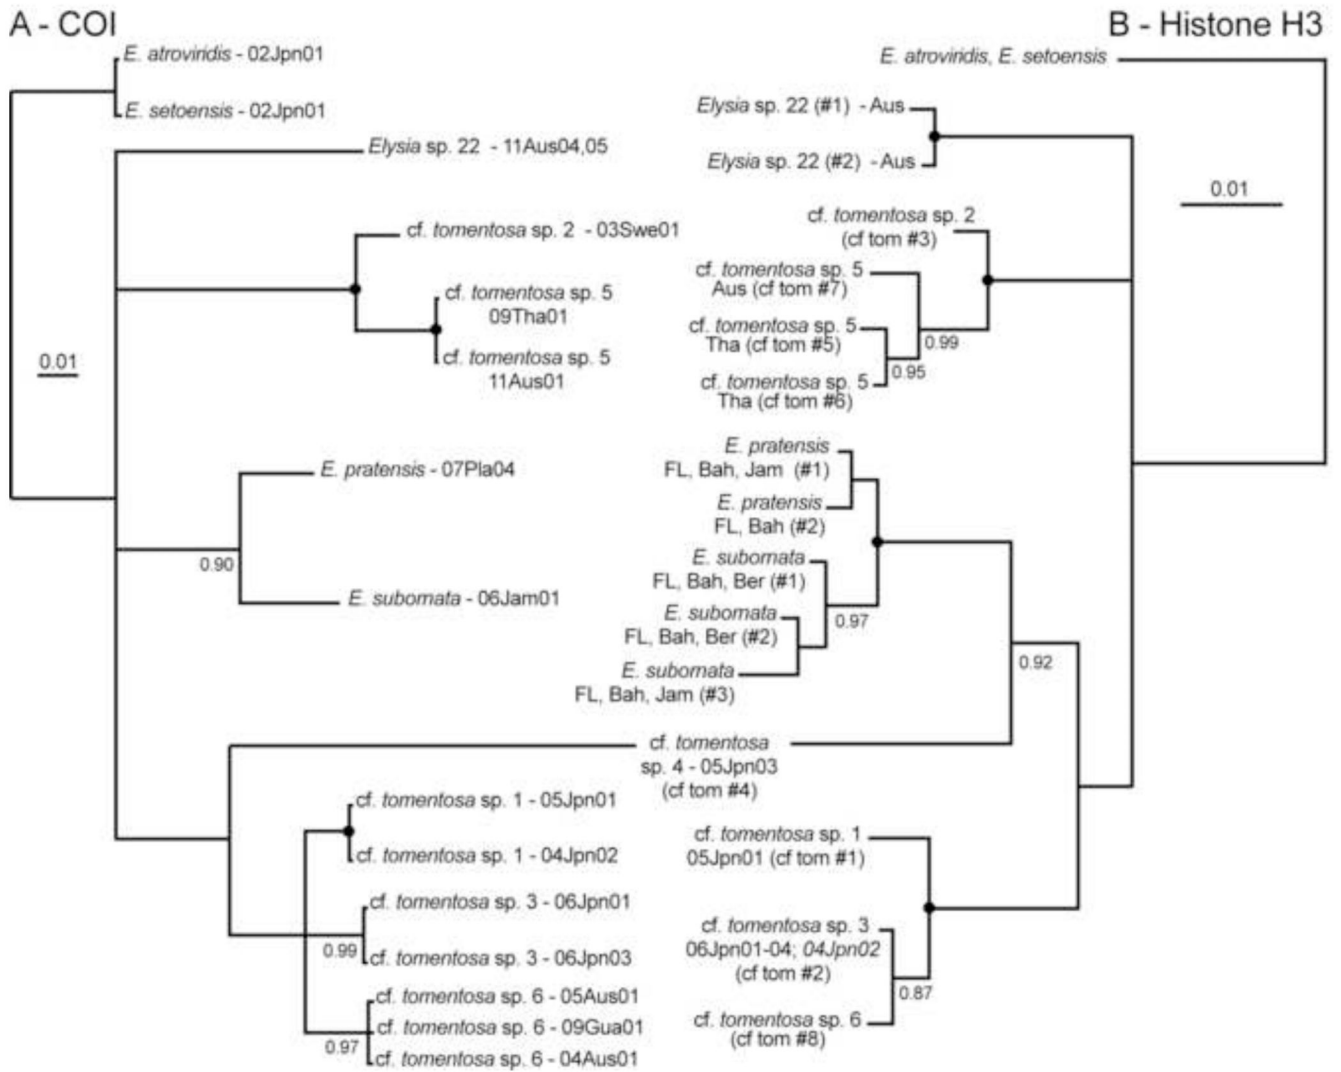 A - COI
E. atroviridis - 02Jpn01
E. setoensis - 02Jpn01
Elysia sp. 22 - 11Aus04,05
cf. tomentosa sp. 2 - 03Swe01
cf. tomentosa sp. 5
09Tha01
cf. tomentosa sp. 5
11Aus01
0.01
E. pratensis - 07Pla04
0.90
E. subornata - 06Jam01
cf. tomentosa
sp. 4 - 05Jpn03
(cf tom #4)
cf. tomentosa sp. 1 - 05Jpn01
cf. tomentosa sp. 1 - 04Jpn02
cf. tomentosa sp. 3 - 06Jpn01
0.99
cf. tomentosa sp. 3 - 06Jpn03
cf. tomentosa sp. 6 - 05Aus01
cf. tomentosa sp. 6 - 09Gua01
0.97
cf. tomentosa sp. 6 - 04Aus01
B - Histone H3
E. atroviridis, E. setoensis
Elysia sp. 22 (#1) - Aus
Elysia sp. 22 (#2) - Aus
0.01
cf. tomentosa sp. 2
(cf tom #3)
cf. tomentosa sp. 5
Aus (cf tom #7)
cf. tomentosa sp. 5
Tha (cf tom #5)
0.99
0.95
cf. tomentosa sp. 5
Tha (cf tom #6)
E. pratensis
FL, Bah, Jam (#1)
E. pratensis
FL, Bah (#2)
E. subornata
FL, Bah, Ber (#1)
E. subornata
FL, Bah, Ber (#2)
0.97
E. subornata
FL, Bah, Jam (#3)
0.92
cf. tomentosa sp. 1
05Jpn01 (cf tom #1)
cf. tomentosa sp. 3
06Jpn01-04; 04Jpn02
(cf tom #2)
0.87
cf. tomentosa sp. 6
(cf tom #8)